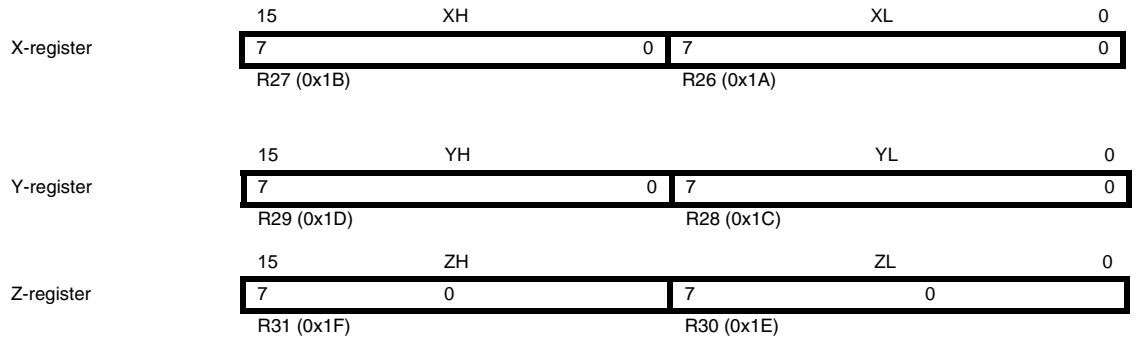 15 XH XL 0
X-register 7 0 7 0
R27 (0x1B) R26 (0x1A)
15 YH YL 0
Y-register 7 0 7 0
R29 (0x1D) R28 (0x1C)
15 ZH ZL 0
Z-register 7 0 7 0
R31 (0x1F) R30 (0x1E)